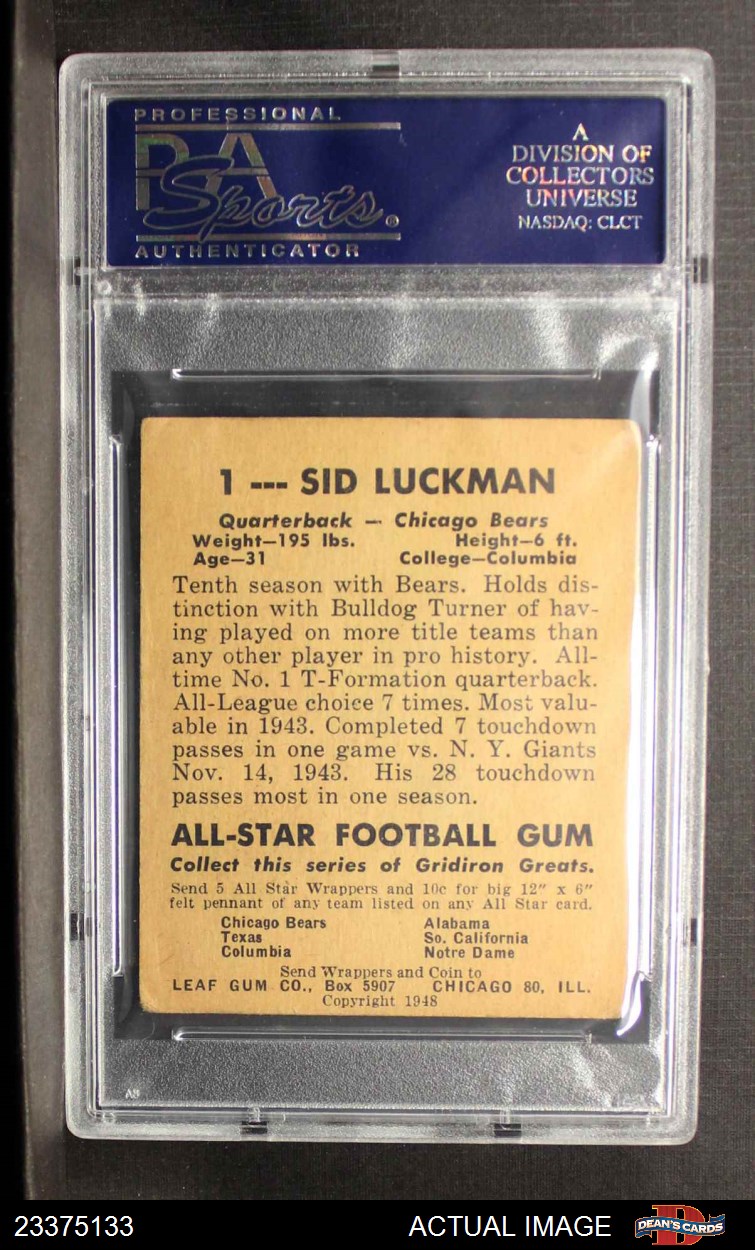 PROFESSIONAL
PSA
Sports®
AUTHENTICATOR
A
DIVISION OF
COLLECTORS
UNIVERSE
NASDAQ: CLCT
1 --- SID LUCKMAN
Quarterback — Chicago Bears
Weight—195 lbs. Height—6 ft.
Age—31 College—Columbia
Tenth season with Bears. Holds dis-
tinction with Bulldog Turner of hav-
ing played on more title teams than
any other player in pro history. All-
time No. 1 T-Formation quarterback.
All-League choice 7 times. Most valu-
able in 1943. Completed 7 touchdown
passes in one game vs. N. Y. Giants
Nov. 14, 1943. His 28 touchdown
passes most in one season.
ALL-STAR FOOTBALL GUM
Collect this series of Gridiron Greats.
Send 5 All Star Wrappers and 10c for big 12" x 6"
felt pennant of any team listed on any All Star card.
Chicago Bears Alabama
Texas So. California
Columbia Notre Dame
Send Wrappers and Coin to
LEAF GUM CO., Box 5907 CHICAGO 80, ILL.
Copyright 1948
23375133 ACTUAL IMAGE DEAN'S CARDS